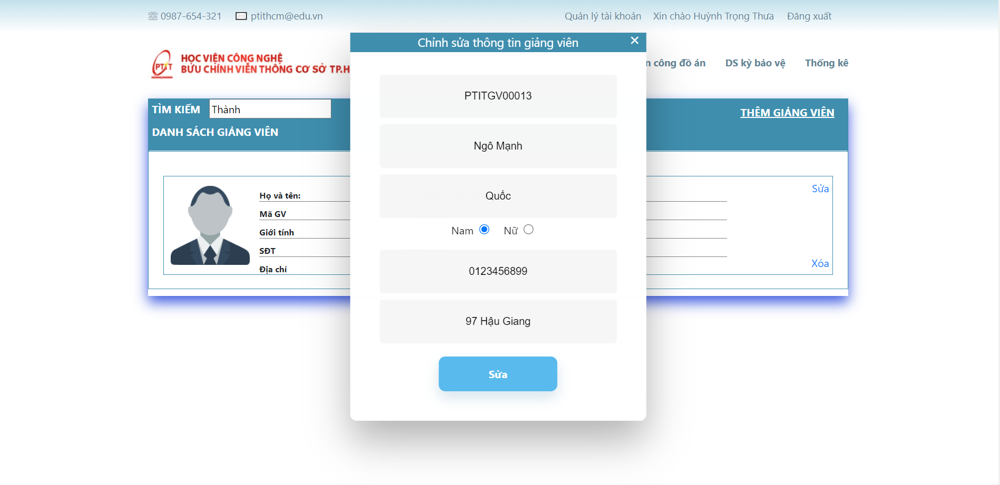 0987-654-321 ptithcm@edu.vn Quản lý tài khoản Xin chào Huỳnh Trọng Thưa Đăng xuất
Chỉnh sửa thông tin giảng viên ×
PTIT HỌC VIỆN CÔNG NGHỆ
BƯU CHÍNH VIỄN THÔNG CƠ SỞ TP.H
n công đồ án DS kỳ bảo vệ Thống kê
TÌM KIẾM Thành THÊM GIẢNG VIÊN
DANH SÁCH GIẢNG VIÊN
PTITGV00013
Ngô Mạnh
Quốc
Nam Nữ
0123456899
97 Hậu Giang
Sửa
Họ và tên:
Mã GV
Giới tính
SĐT
Địa chỉ
Sửa
Xóa